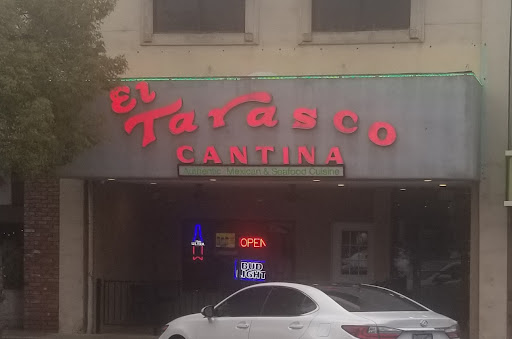 El
Tarasco
CANTINA
Authentic Mexican & Seafood Cuisine
OPEN
BUD
LIGHT